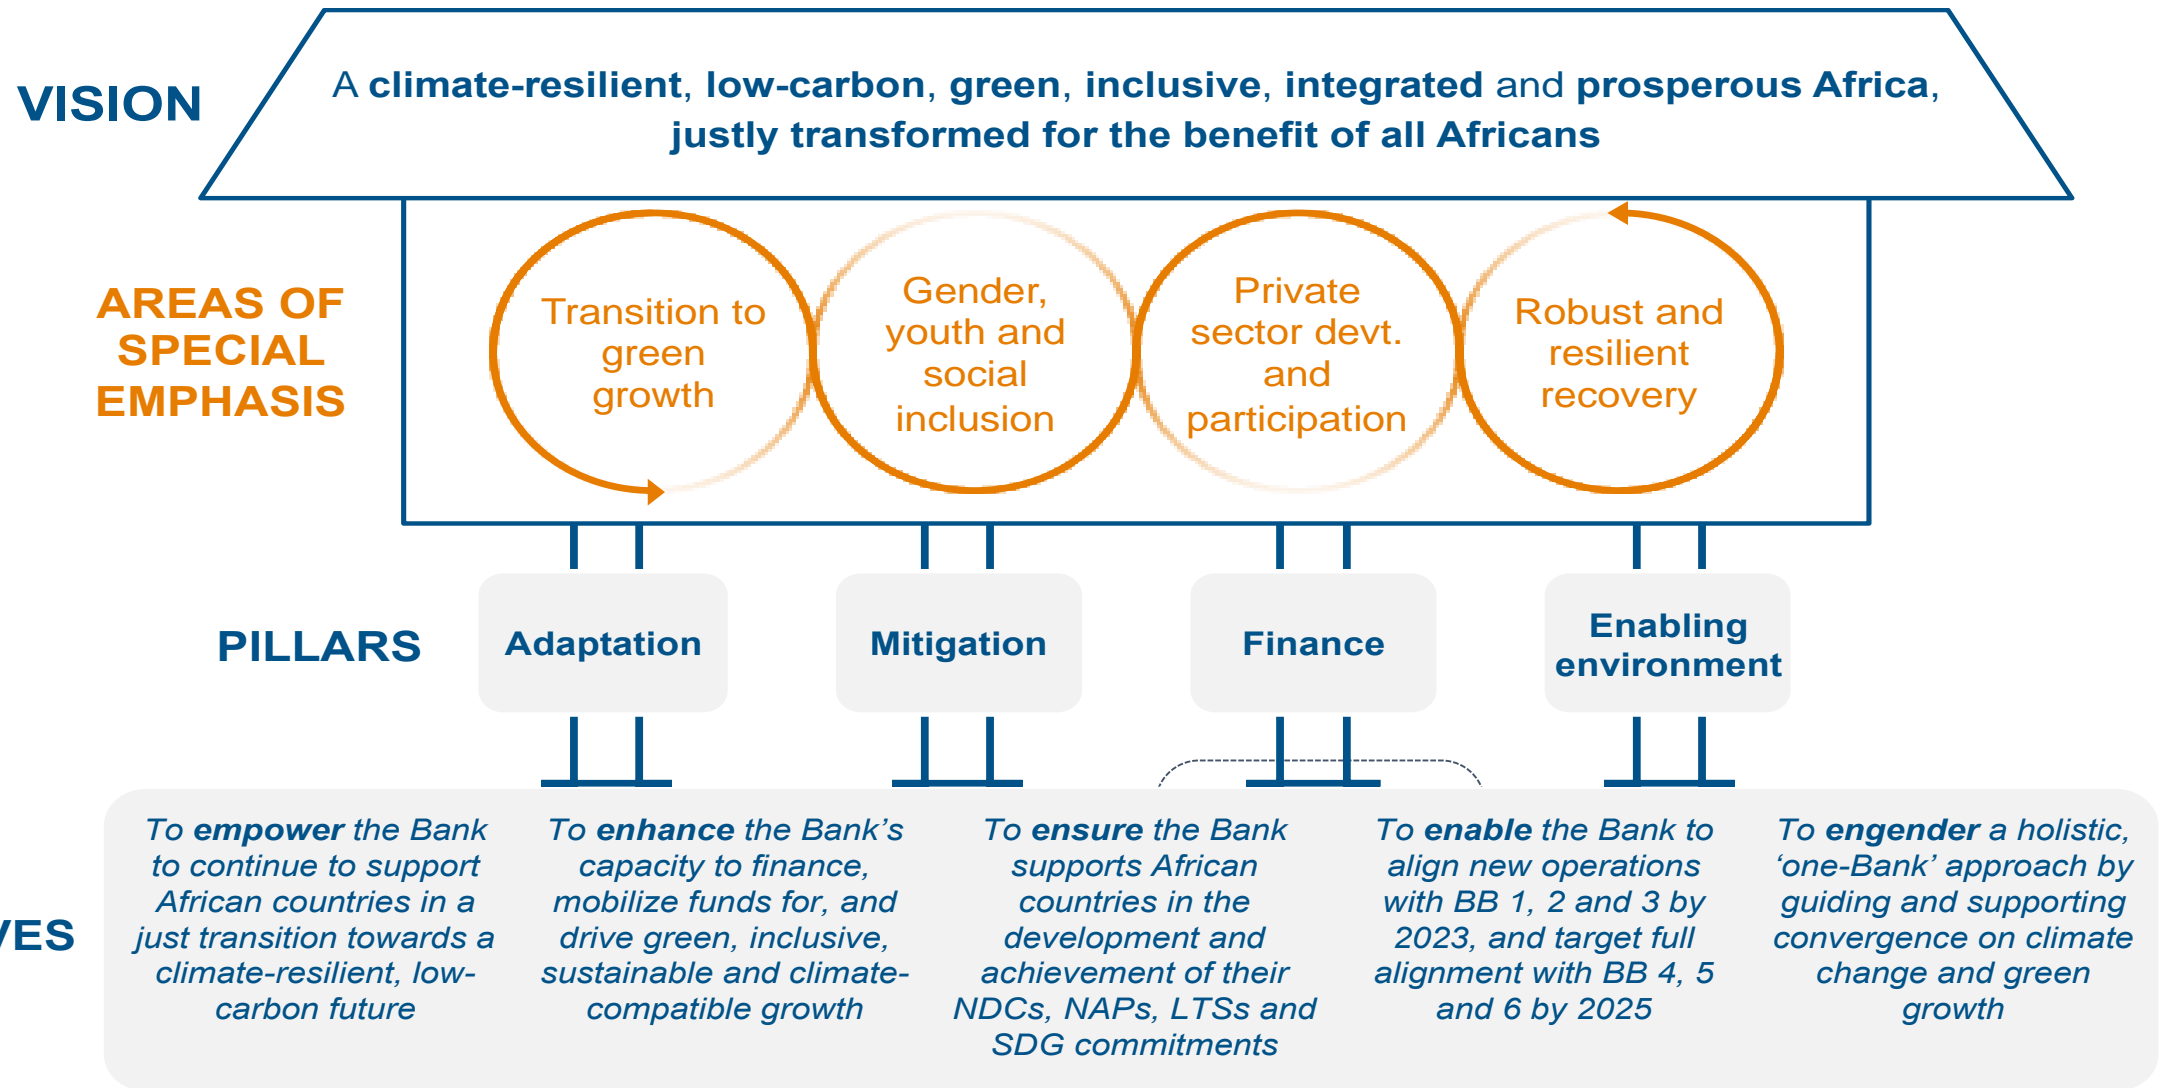 VISION
A climate-resilient, low-carbon, green, inclusive, integrated and prosperous Africa,
justly transformed for the benefit of all Africans
AREAS OF
SPECIAL
EMPHASIS
Transition to
green
growth
Gender,
youth and
social
inclusion
Private
sector devt.
and
participation
Robust and
resilient
recovery
PILLARS
Adaptation
Mitigation
Finance
Enabling
environment
VES
To empower the Bank
to continue to support
African countries in a
just transition towards a
climate-resilient, low-
carbon future
To enhance the Bank’s
capacity to finance,
mobilize funds for, and
drive green, inclusive,
sustainable and climate-
compatible growth
To ensure the Bank
supports African
countries in the
development and
achievement of their
NDCs, NAPs, LTSs and
SDG commitments
To enable the Bank to
align new operations
with BB 1, 2 and 3 by
2023, and target full
alignment with BB 4, 5
and 6 by 2025
To engender a holistic,
‘one-Bank’ approach by
guiding and supporting
convergence on climate
change and green
growth